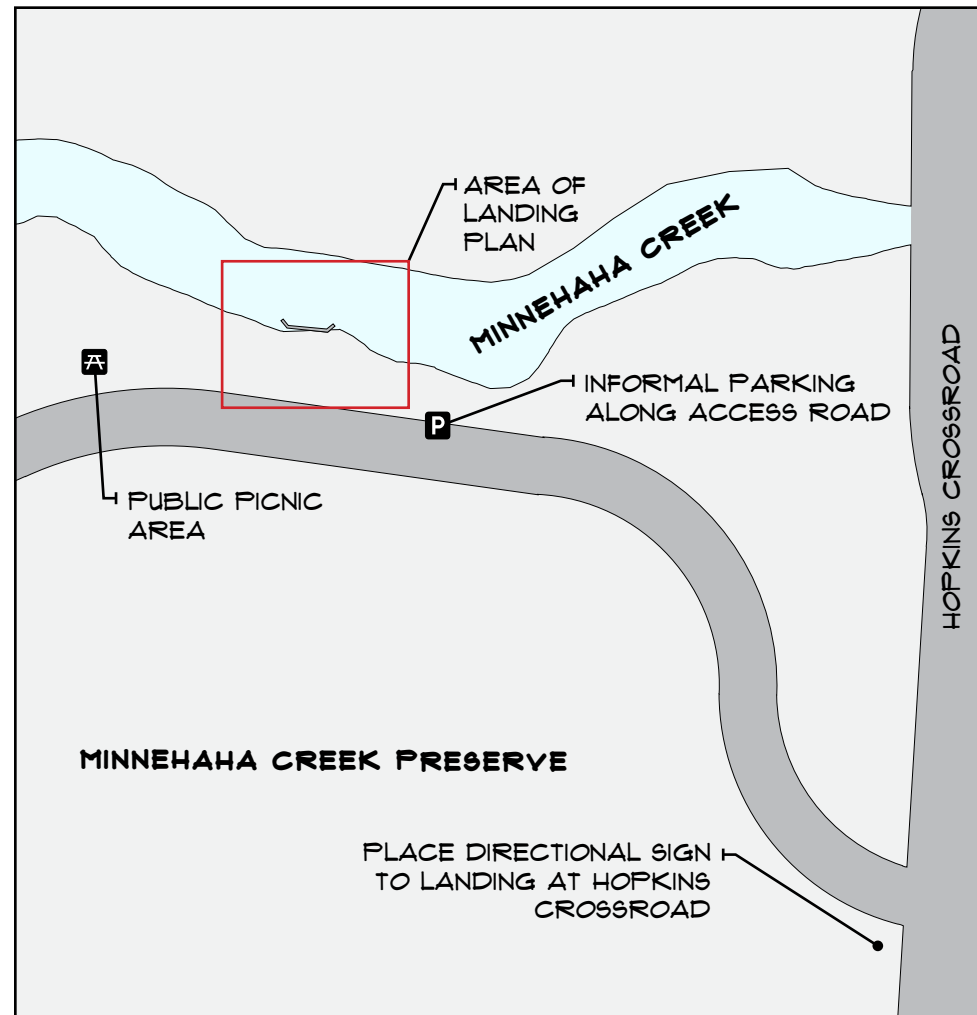 AREA OF
LANDING
PLAN
MINNEHAHA CREEK
HOPKINS CROSSROAD
INFORMAL PARKING
ALONG ACCESS ROAD
P
PUBLIC PICNIC
AREA
MINNEHAHA CREEK PRESERVE
PLACE DIRECTIONAL SIGN
TO LANDING AT HOPKINS
CROSSROAD